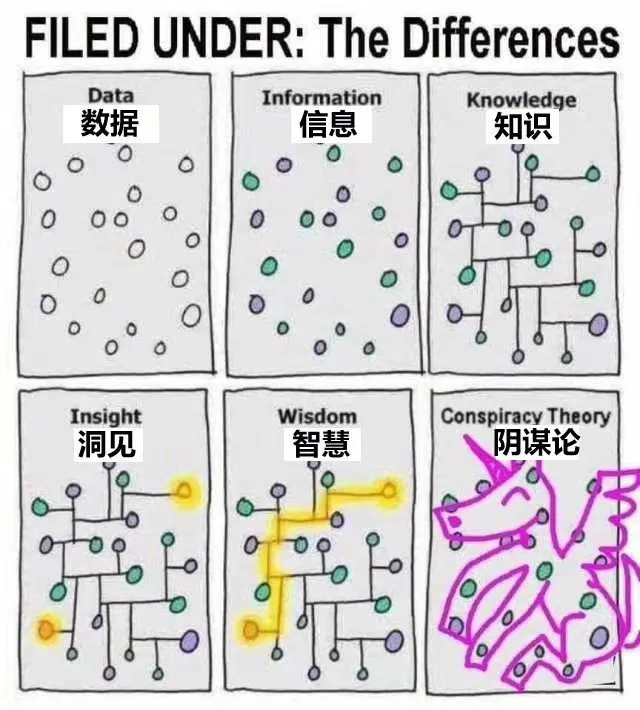 FILED UNDER: The Differences
Data
数据
Information
信息
Knowledge
知识
Insight
洞见
Wisdom
智慧
Conspiracy Theory
阴谋论